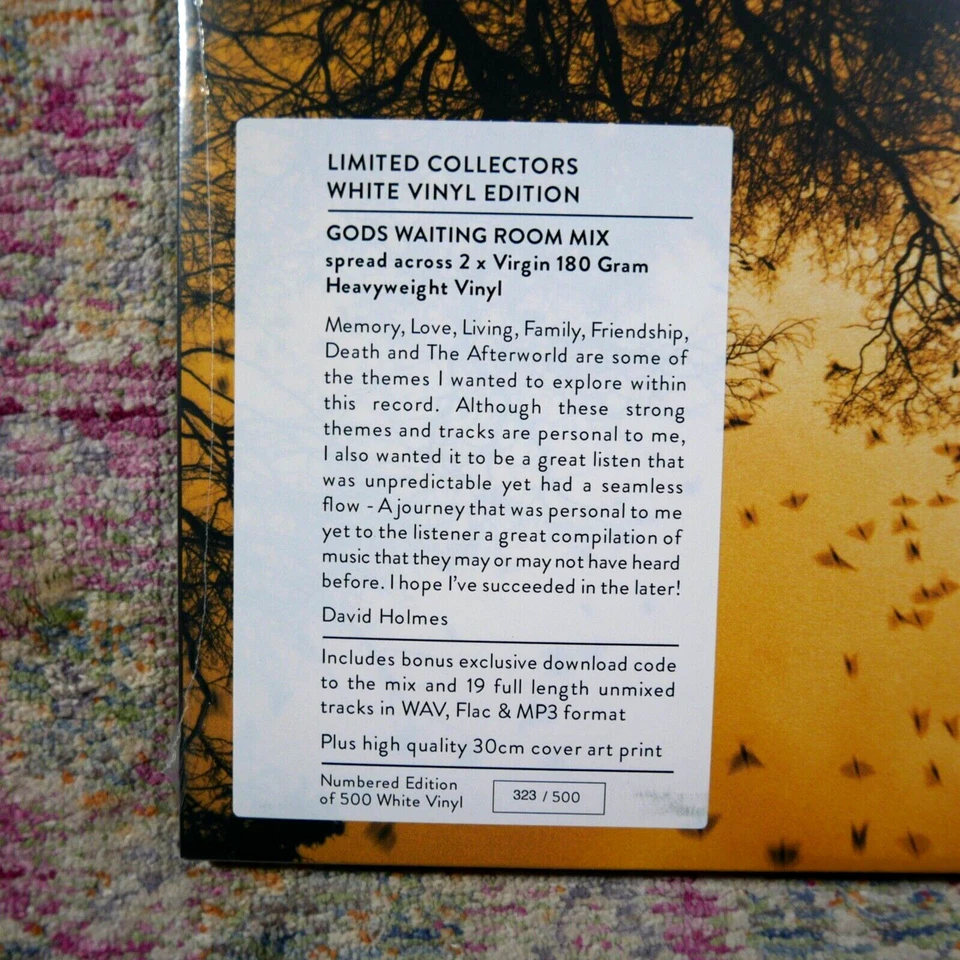 LIMITED COLLECTORS
WHITE VINYL EDITION
GODS WAITING ROOM MIX
spread across 2 x Virgin 180 Gram
Heavyweight Vinyl
Memory, Love, Living, Family, Friendship,
Death and The Afterworld are some of
the themes I wanted to explore within
this record. Although these strong
themes and tracks are personal to me,
I also wanted it to be a great listen that
was unpredictable yet had a seamless
flow - A journey that was personal to me
yet to the listener a great compilation of
music that they may or may not have heard
before. I hope I've succeeded in the later!
David Holmes
Includes bonus exclusive download code
to the mix and 19 full length unmixed
tracks in WAV, Flac & MP3 format
Plus high quality 30cm cover art print
Numbered Edition
of 500 White Vinyl
323 / 500